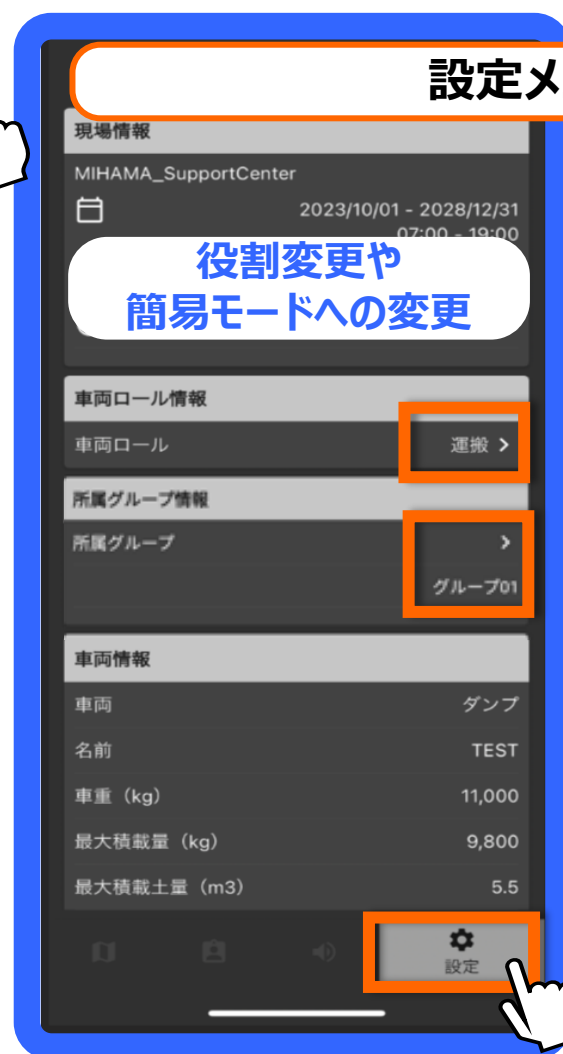 設定メ
現場情報
MIHAMA_SupportCenter
2023/10/01 - 2028/12/31
07:00 - 19:00
役割変更や
簡易モードへの変更
車両ロール情報
車両ロール 運搬
所属グループ情報
所属グループ
グループ01
車両情報
車両 ダンプ
名前 TEST
車重（kg） 11,000
最大積載量（kg） 9,800
最大積載土量（m3） 5.5
設定